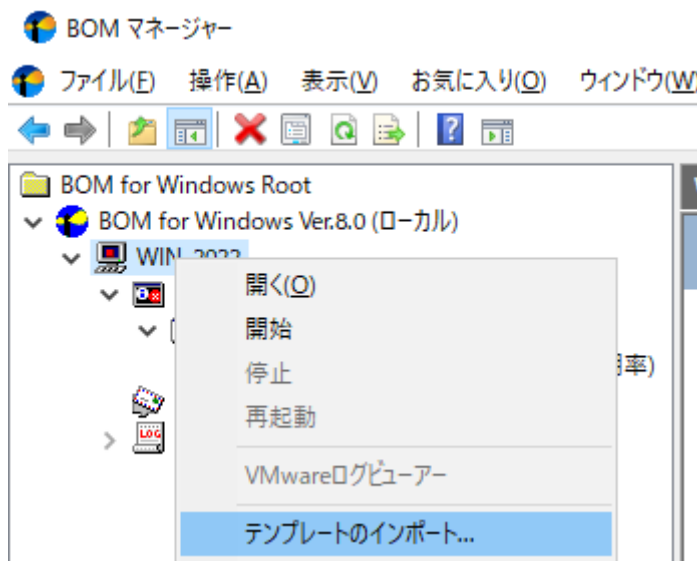 BOM マネージャー
ファイル(F) 操作(A) 表示(V) お気に入り(O) ウィンドウ(W)
BOM for Windows Root
BOM for Windows Ver.8.0 (ローカル)
開く(O)
開始
率)
停止
再起動
LOG
VMwareログビューアー
テンプレートのインポート...